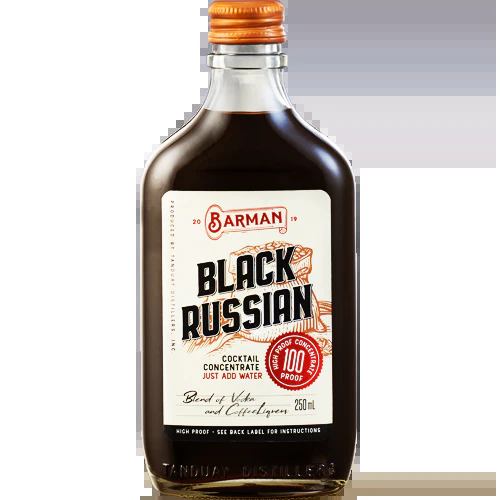 20 BARMAN 19
BLACK
RUSSIAN
COCKTAIL
CONCENTRATE
JUST ADD WATER
HIGH PROOF CONCENTRATE
100
PROOF
Blend of Vodka
and Coffee Liqueur
250 mL
HIGH PROOF - SEE BACK LABEL FOR INSTRUCTIONS
PRODUCED BY TANDUAY DISTILLERS, INC
TANDUAY DISTILLERS